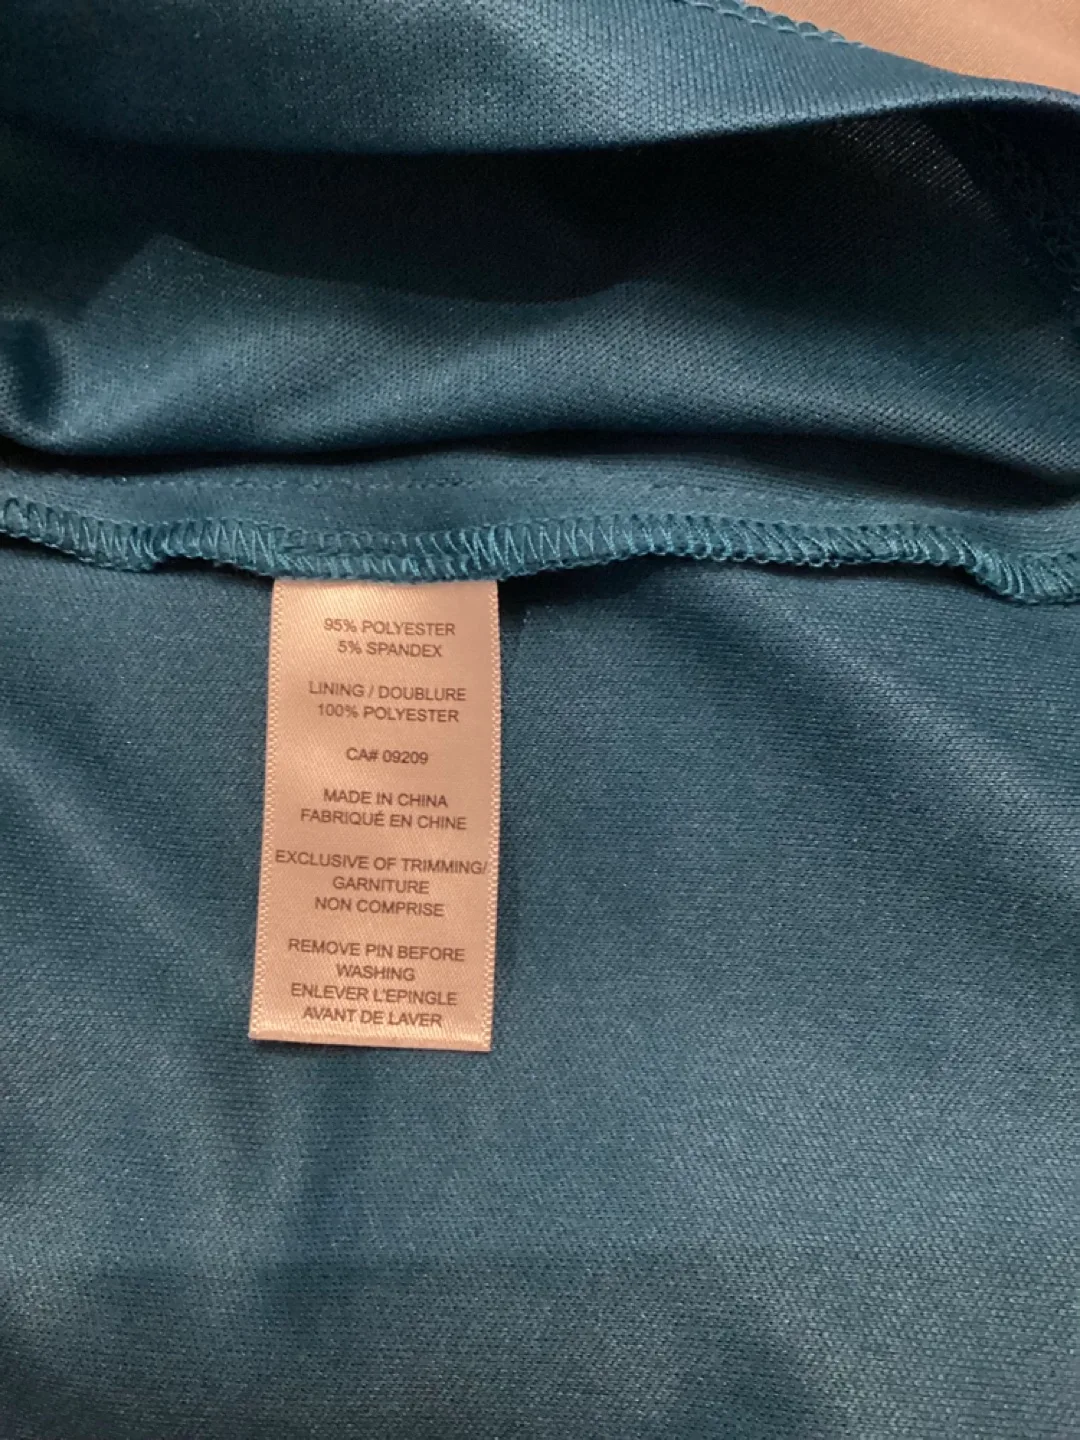 95% POLYESTER
5% SPANDEX
LINING / DOUBLURE
100% POLYESTER
CA# 09209
MADE IN CHINA
FABRIQUÉ EN CHINE
EXCLUSIVE OF TRIMMING/
GARNITURE
NON COMPRISE
REMOVE PIN BEFORE
WASHING
ENLEVER L'EPINGLE
AVANT DE LAVER